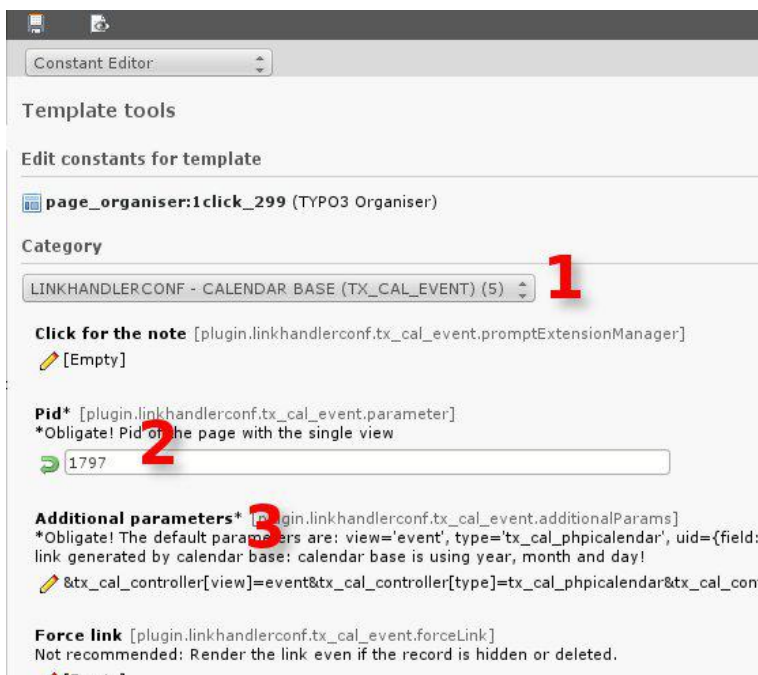 Constant Editor
Template tools
Edit constants for template
page_organiser:1click_299 (TYPO3 Organiser)
Category
LINKHANDLERCONF - CALENDAR BASE (TX_CAL_EVENT) (5)
1
Click for the note [plugin.linkhandlerconf.tx_cal_event.promptExtensionManager]
[Empty]
Pid* [plugin.linkhandlerconf.tx_cal_event.parameter]
*Obligate! Pid of the page with the single view
2
1797
Additional parameters* [plugin.linkhandlerconf.tx_cal_event.additionalParams]
3
*Obligate! The default parameters are: view='event', type='tx_cal_phpicalendar', uid={field:
link generated by calendar base: calendar base is using year, month and day!
&tx_cal_controller[view]=event&tx_cal_controller[type]=tx_cal_phpicalendar&tx_cal_con
Force link [plugin.linkhandlerconf.tx_cal_event.forceLink]
Not recommended: Render the link even if the record is hidden or deleted.